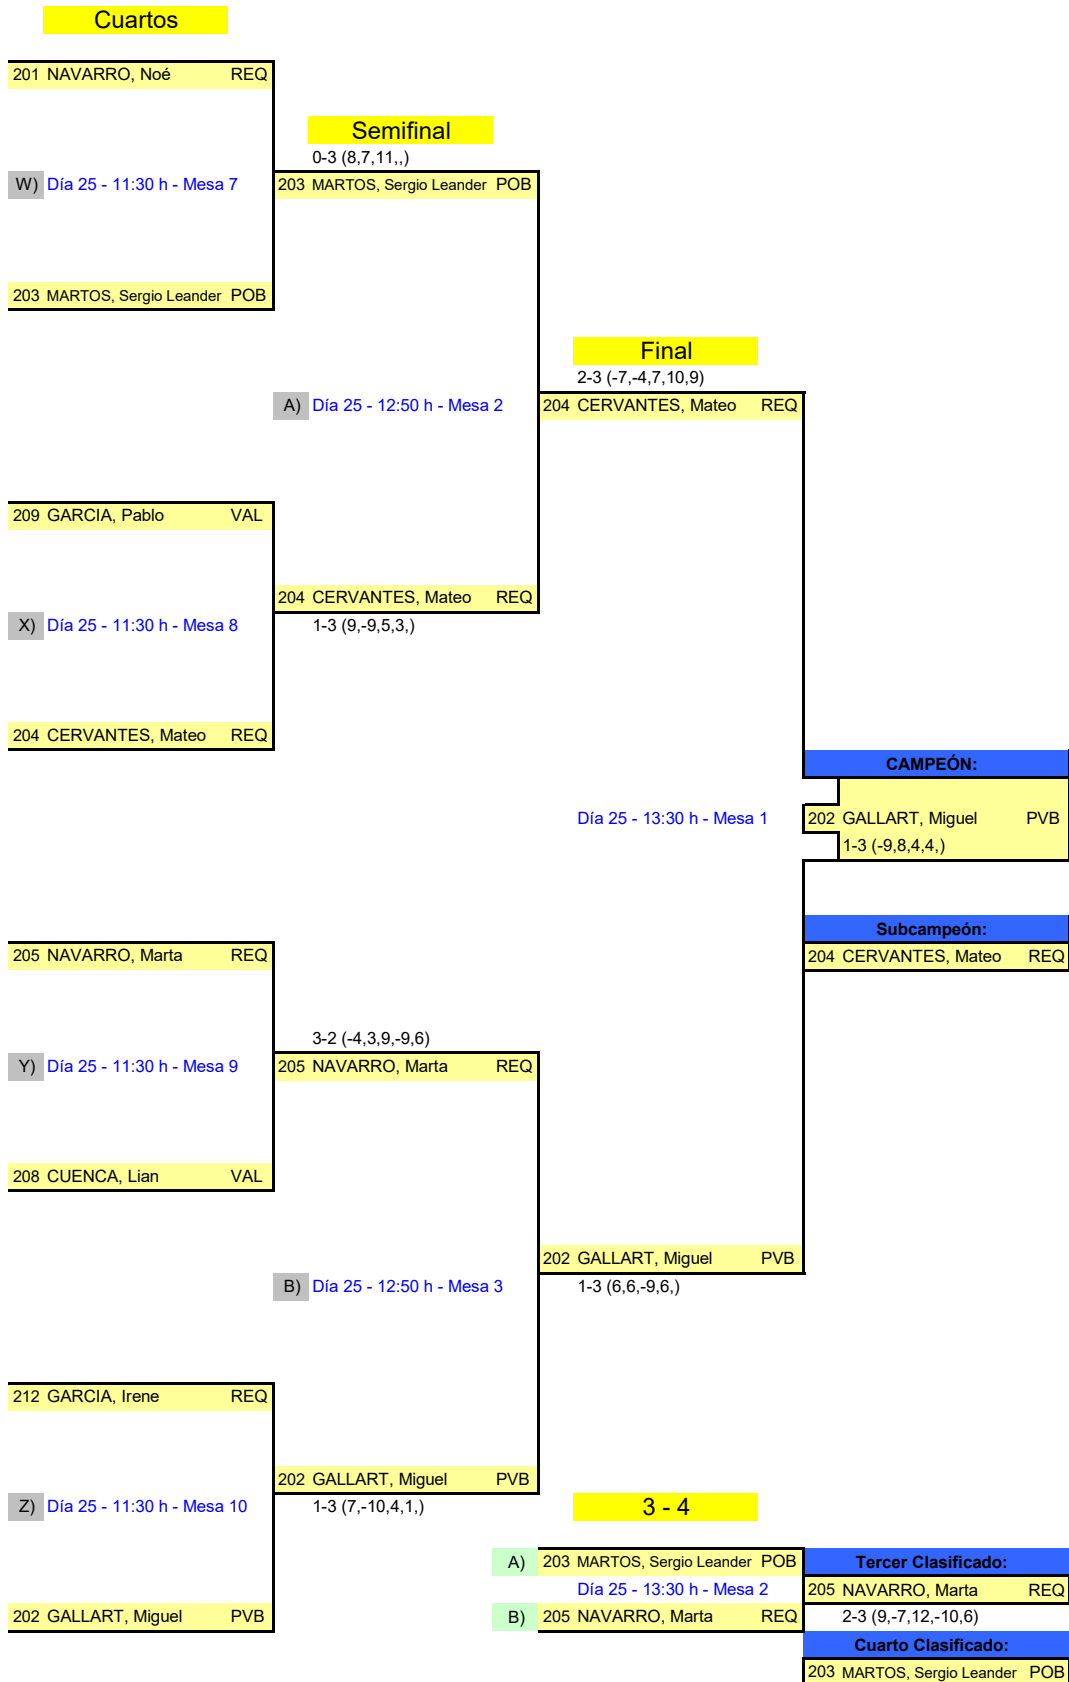 Cuartos
201 NAVARRO, Noé REQ
Semifinal
0-3 (8,7,11,,)
W) Día 25 - 11:30 h - Mesa 7
203 MARTOS, Sergio Leander POB
203 MARTOS, Sergio Leander POB
Final
2-3 (-7,-4,7,10,9)
A) Día 25 - 12:50 h - Mesa 2
204 CERVANTES, Mateo REQ
209 GARCIA, Pablo VAL
204 CERVANTES, Mateo REQ
X) Día 25 - 11:30 h - Mesa 8
1-3 (9,-9,5,3,)
204 CERVANTES, Mateo REQ
CAMPEÓN:
Día 25 - 13:30 h - Mesa 1
202 GALLART, Miguel PVB
1-3 (-9,8,4,4,)
Subcampeón:
205 NAVARRO, Marta REQ
204 CERVANTES, Mateo REQ
3-2 (-4,3,9,-9,6)
Y) Día 25 - 11:30 h - Mesa 9
205 NAVARRO, Marta REQ
208 CUENCA, Lian VAL
202 GALLART, Miguel PVB
B) Día 25 - 12:50 h - Mesa 3
1-3 (6,6,-9,6,)
212 GARCIA, Irene REQ
202 GALLART, Miguel PVB
Z) Día 25 - 11:30 h - Mesa 10
1-3 (7,-10,4,1,)
3 - 4
A) 203 MARTOS, Sergio Leander POB
Tercer Clasificado:
Día 25 - 13:30 h - Mesa 2
205 NAVARRO, Marta REQ
202 GALLART, Miguel PVB
B) 205 NAVARRO, Marta REQ
2-3 (9,-7,12,-10,6)
Cuarto Clasificado:
203 MARTOS, Sergio Leander POB